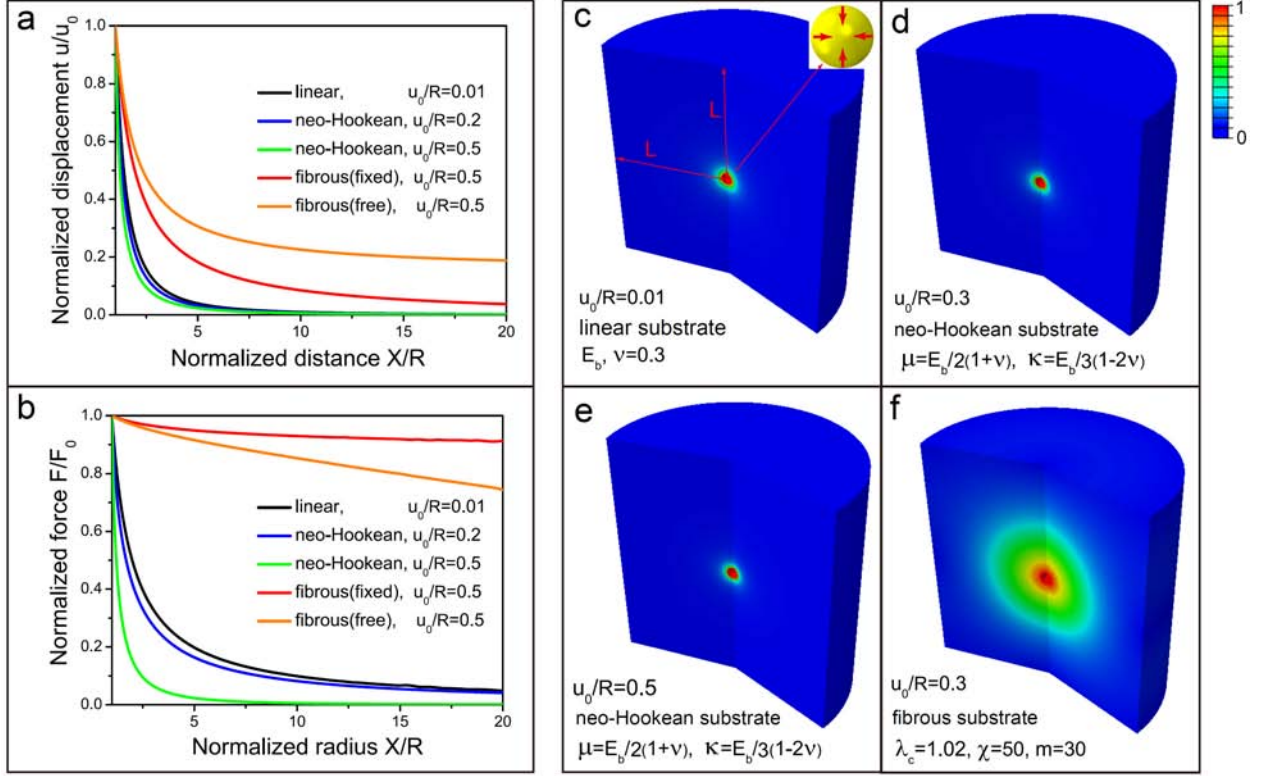 a
Normalized displacement u/u₀
1.0
0.8
0.6
0.4
0.2
0.0
linear, u₀/R=0.01
neo-Hookean, u₀/R=0.2
neo-Hookean, u₀/R=0.5
fibrous(fixed), u₀/R=0.5
fibrous(free), u₀/R=0.5
5 10 15 20
Normalized distance X/R
b
Normalized force F/F₀
1.0
0.8
0.6
0.4
0.2
0.0
linear, u₀/R=0.01
neo-Hookean, u₀/R=0.2
neo-Hookean, u₀/R=0.5
fibrous(fixed), u₀/R=0.5
fibrous(free), u₀/R=0.5
5 10 15 20
Normalized radius X/R
c
L
L
u₀/R=0.01
linear substrate
E_b, ν=0.3
d
u₀/R=0.3
neo-Hookean substrate
μ=E_b/2(1+ν), κ=E_b/3(1-2ν)
1
0
e
u₀/R=0.5
neo-Hookean substrate
μ=E_b/2(1+ν), κ=E_b/3(1-2ν)
f
u₀/R=0.3
fibrous substrate
λ_c=1.02, χ=50, m=30